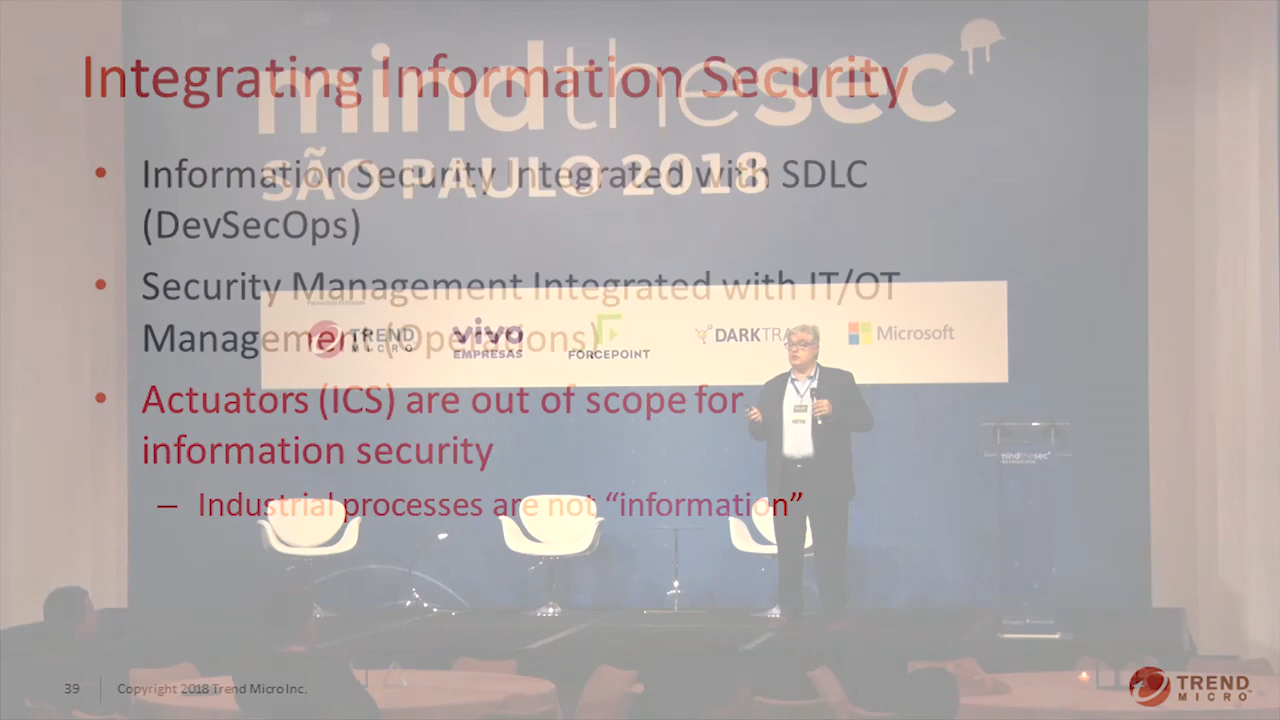 Integrating Information Security
mindthesec
SÃO PAULO 2018
• Information Security Integrated with SDLC
(DevSecOps)
• Security Management Integrated with IT/OT
Management (Operations)
TREND
MICRO
vivo
EMPRESAS
FORCEPOINT
DARKTRA
Microsoft
• Actuators (ICS) are out of scope for
information security
– Industrial processes are not “information”
mindthesec
39
Copyright 2018 Trend Micro Inc.
TREND
MICRO